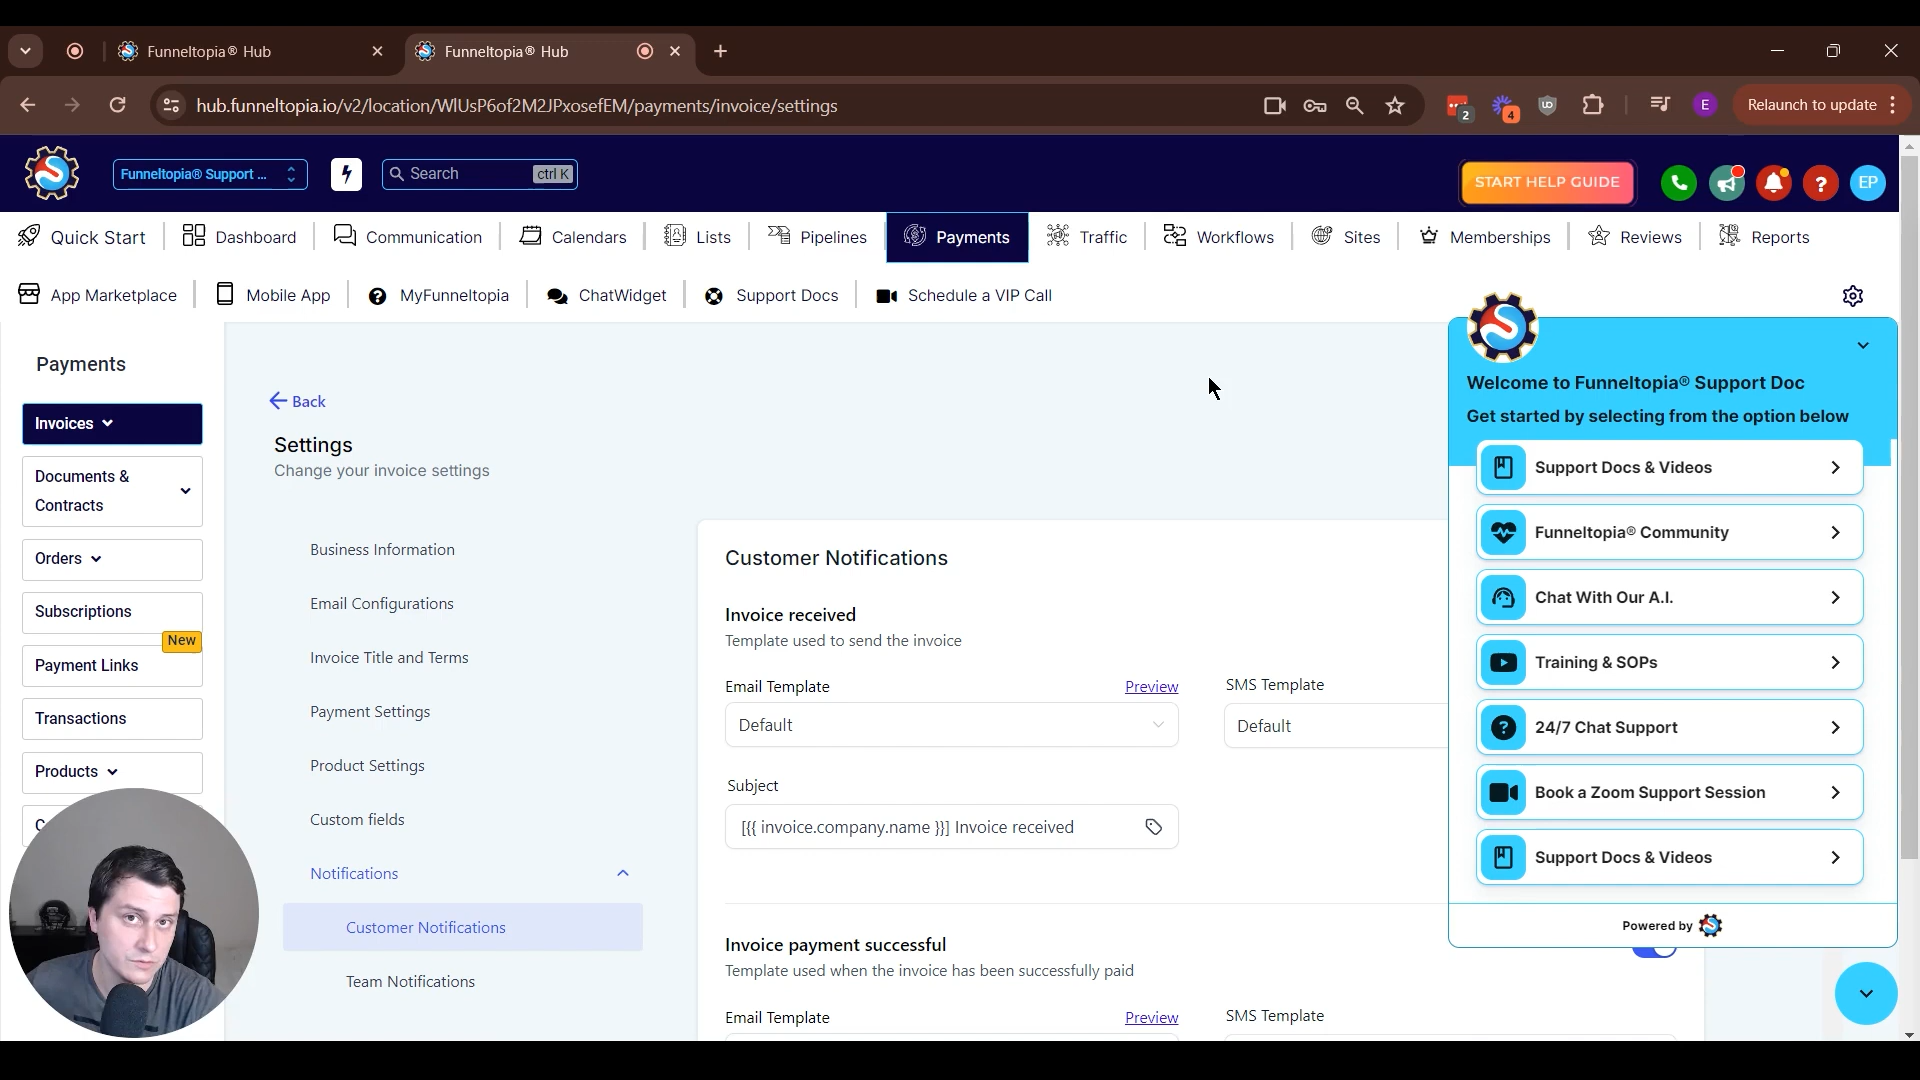 Funneltopia® Hub
Funneltopia® Hub
hub.funneltopia.io/v2/location/WlUsP6of2M2JPxosefEM/payments/invoice/settings
2
4
UD
E
Relaunch to update
Funneltopia® Support ...
Search
ctrl K
START HELP GUIDE
?
EP
Quick Start
Dashboard
Communication
Calendars
Lists
Pipelines
Payments
Traffic
Workflows
Sites
Memberships
Reviews
Reports
App Marketplace
Mobile App
MyFunneltopia
ChatWidget
Support Docs
Schedule a VIP Call
Payments
Invoices
Documents &
Contracts
Orders
Subscriptions
New
Payment Links
Transactions
Products
Back
Settings
Change your invoice settings
Business Information
Email Configurations
Invoice Title and Terms
Payment Settings
Product Settings
Custom fields
Notifications
Customer Notifications
Team Notifications
Customer Notifications
Invoice received
Template used to send the invoice
Email Template
Preview
SMS Template
Default
Default
Subject
[{{ invoice.company.name }}] Invoice received
Invoice payment successful
Template used when the invoice has been successfully paid
Email Template
Preview
SMS Template
Welcome to Funneltopia® Support Doc
Get started by selecting from the option below
Support Docs & Videos
Funneltopia® Community
Chat With Our A.I.
Training & SOPs
24/7 Chat Support
Book a Zoom Support Session
Support Docs & Videos
Powered by